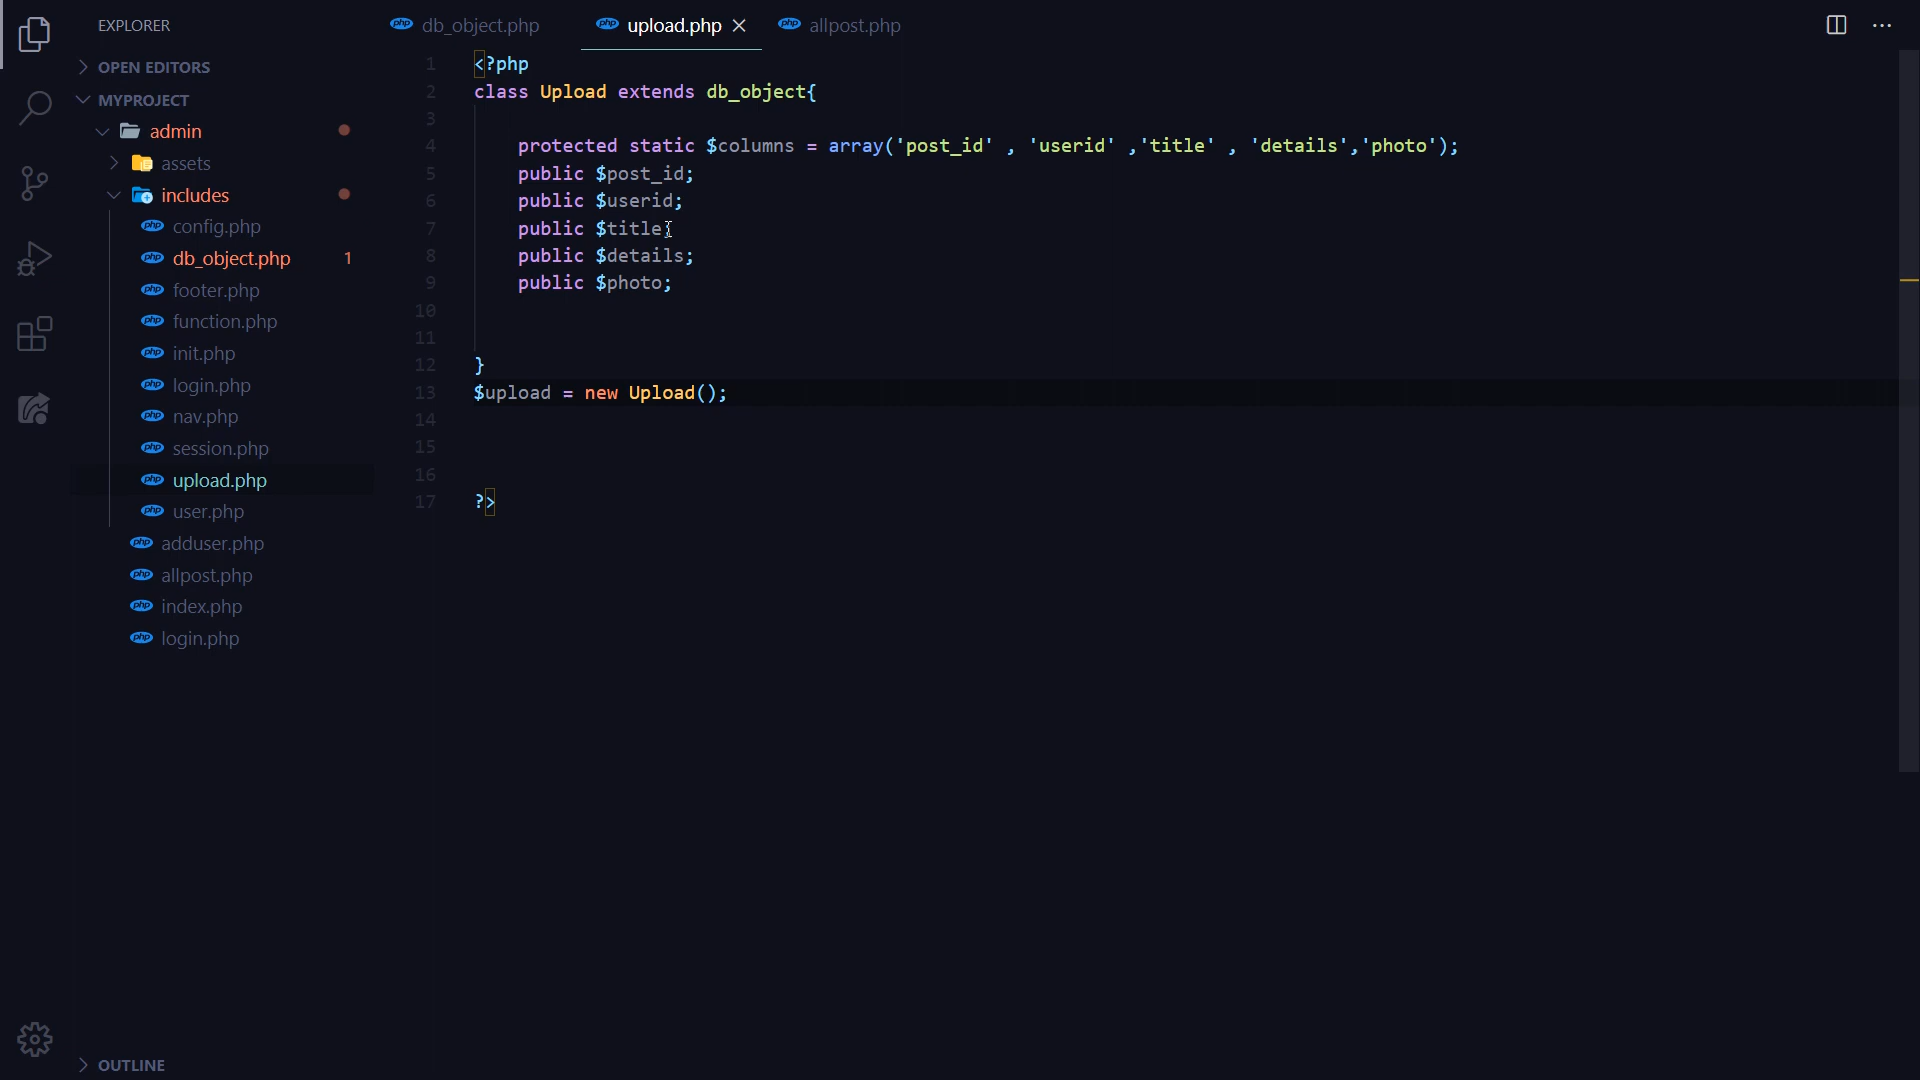 EXPLORER
OPEN EDITORS
MYPROJECT
admin
assets
includes
config.php
db_object.php 1
footer.php
function.php
init.php
login.php
nav.php
session.php
upload.php
user.php
adduser.php
allpost.php
index.php
login.php
OUTLINE
db_object.php upload.php allpost.php
1 <?php
2 class Upload extends db_object{
3
4 protected static $columns = array('post_id' , 'userid' ,'title' , 'details','photo');
5 public $post_id;
6 public $userid;
7 public $title;
8 public $details;
9 public $photo;
10
11
12 }
13 $upload = new Upload();
14
15
16
17 ?>